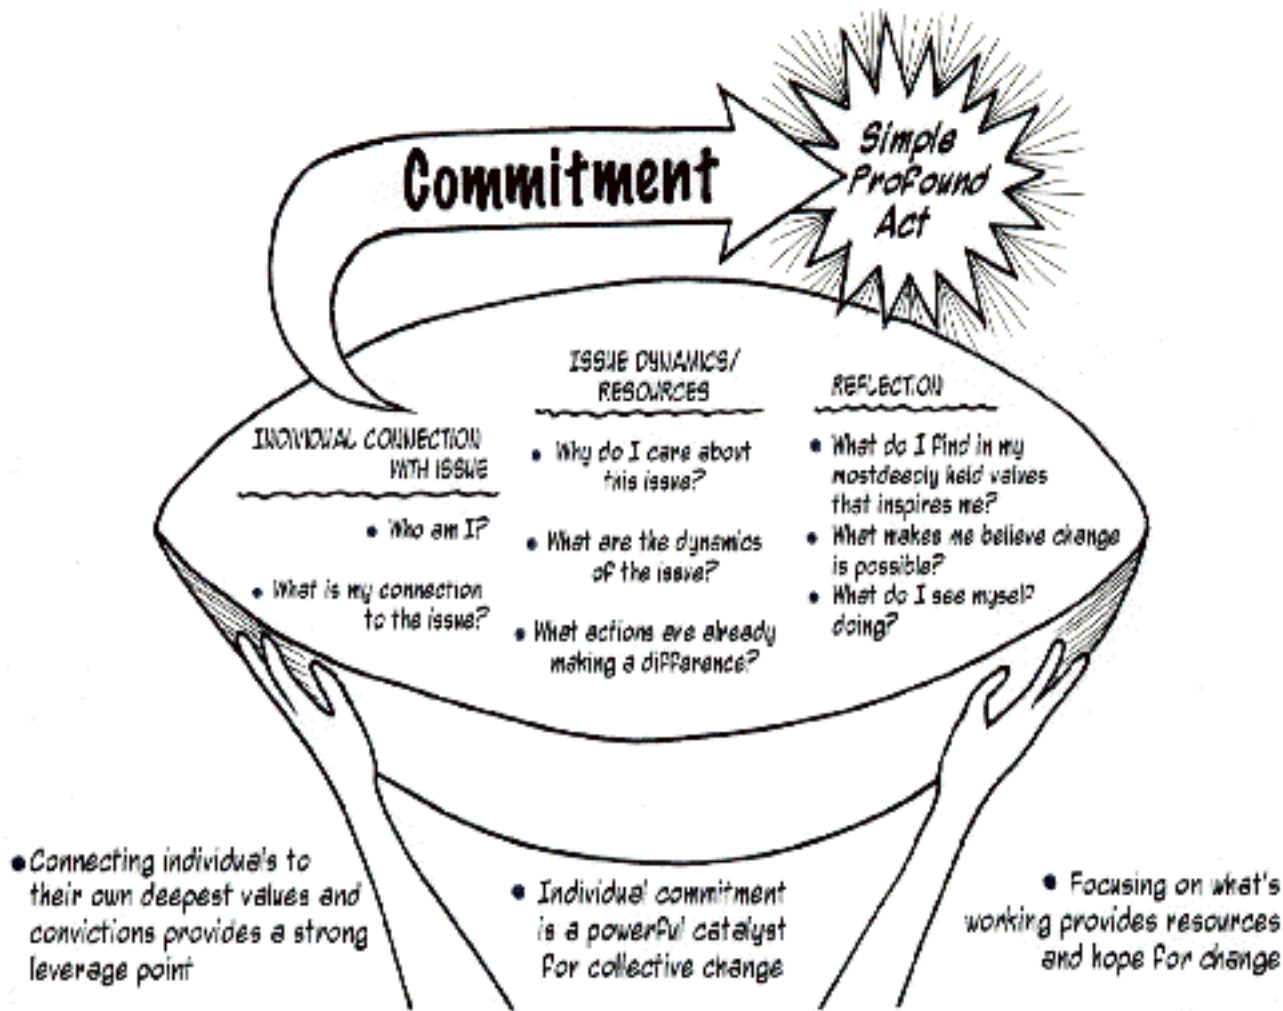 Commitment
Simple
Profound
Act
INDIVIDUAL CONNECTION
WITH ISSUE
• Who am I?
• What is my connection
to the issue?
ISSUE DYNAMICS/
RESOURCES
• Why do I care about
this issue?
• What are the dynamics
of the issue?
• What actions are already
making a difference?
REFLECTION
• What do I find in my
mostdeeply held values
that inspires me?
• What makes me believe change
is possible?
• What do I see myself
doing?
• Connecting individuals to
their own deepest values and
convictions provides a strong
leverage point
• Individual commitment
is a powerful catalyst
for collective change
• Focusing on what's
working provides resources
and hope for change